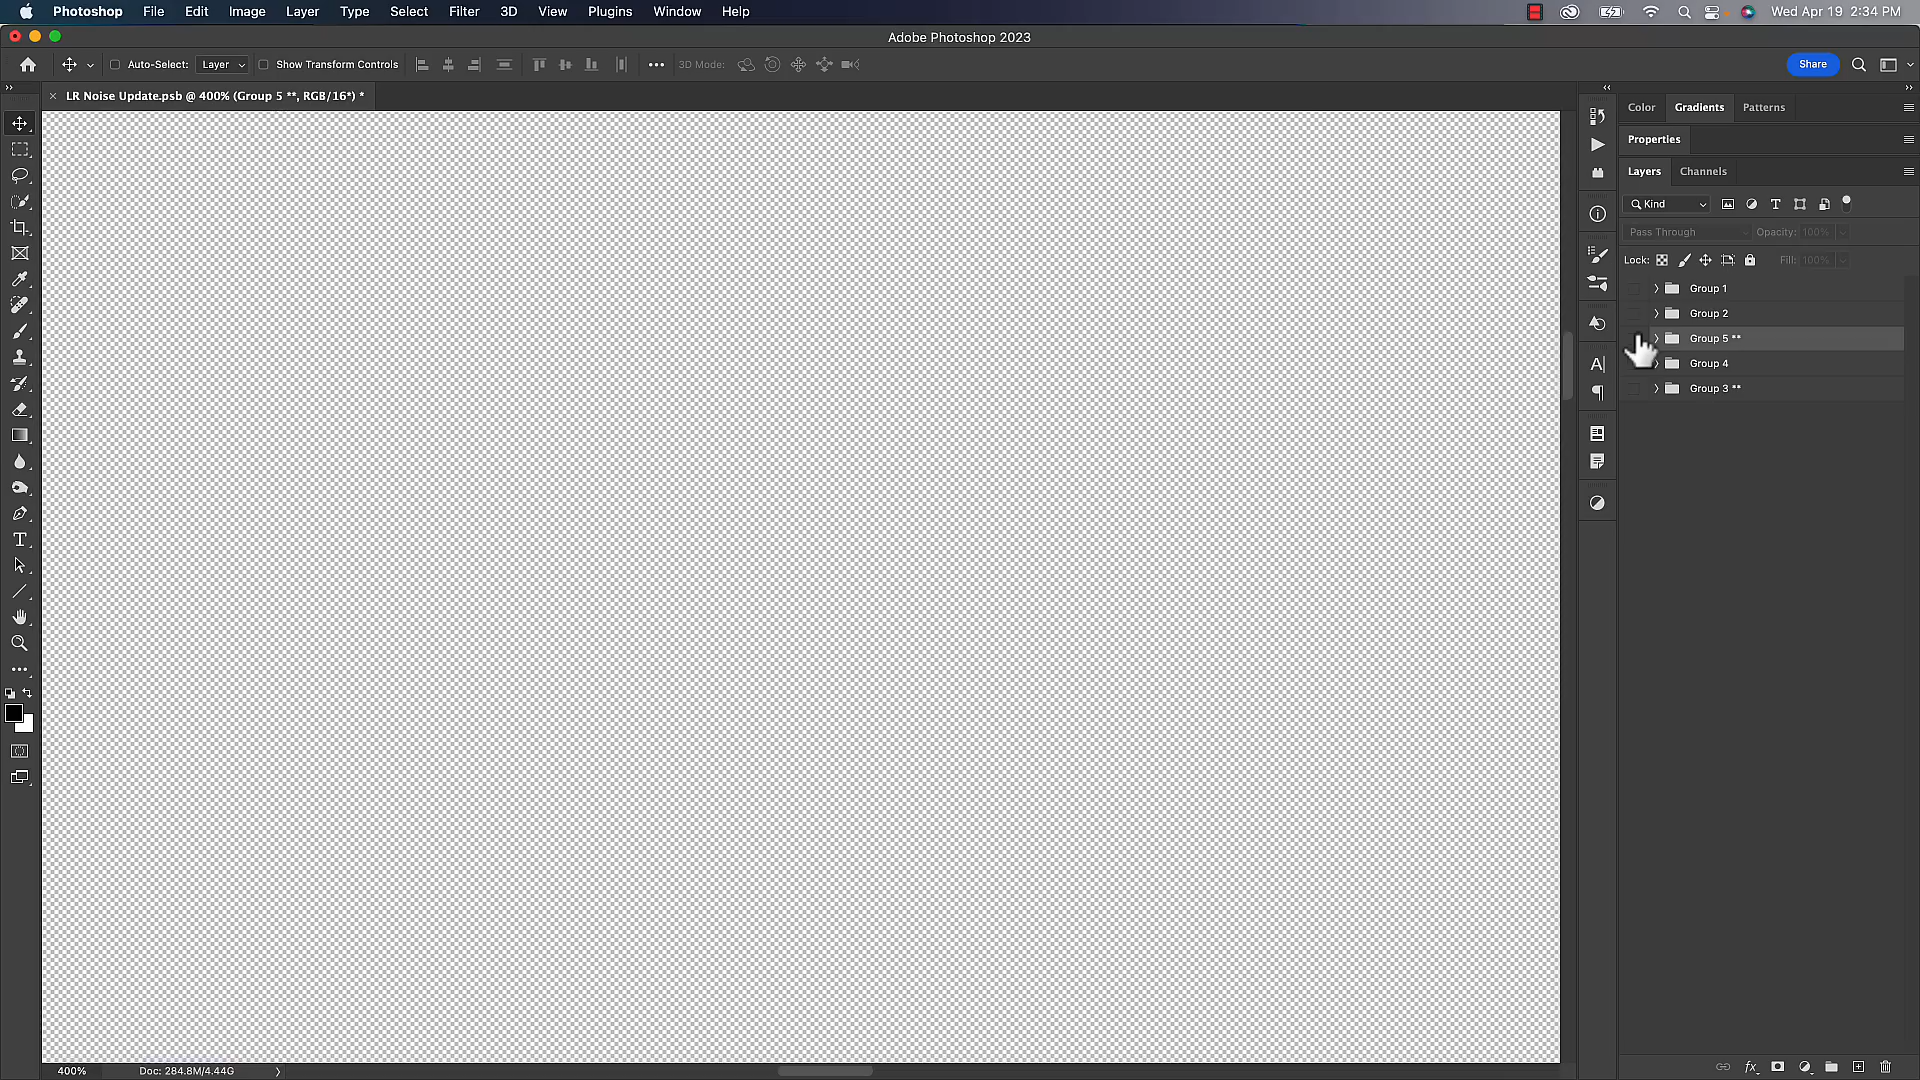 Photoshop File Edit Image Layer Type Select Filter 3D View Plugins Window Help Wed Apr 19 2:34 PM
Adobe Photoshop 2023
Auto-Select: Layer Show Transform Controls 3D Mode: Share
LR Noise Update.psb @ 400% (Group 5 **, RGB/16*) *
Color Gradients Patterns
Properties
Layers Channels
Kind
Pass Through Opacity: 100%
Lock: Fill: 100%
Group 1
Group 2
Group 5 **
Group 4
Group 3 **
400% Doc: 284.8M/4.44G